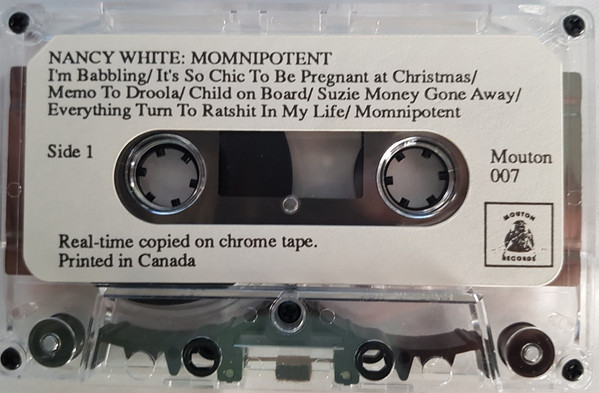 NANCY WHITE: MOMNIPOTENT
I'm Babbling/ It's So Chic To Be Pregnant at Christmas/
Memo To Droola/ Child on Board/ Suzie Money Gone Away/
Everything Turn To Ratshit In My Life/ Momnipotent
Side 1
Mouton
007
MOUTON
RECORDS
Real-time copied on chrome tape.
Printed in Canada